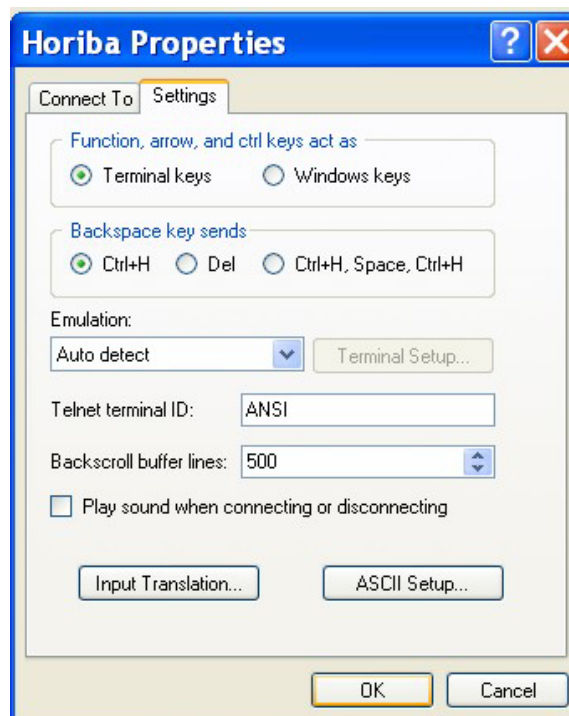 Horiba Properties ?
Connect To Settings
Function, arrow, and ctrl keys act as
Terminal keys Windows keys
Backspace key sends
Ctrl+H Del Ctrl+H, Space, Ctrl+H
Emulation:
Auto detect Terminal Setup...
Telnet terminal ID: ANSI
Backscroll buffer lines: 500
Play sound when connecting or disconnecting
Input Translation... ASCII Setup...
OK Cancel